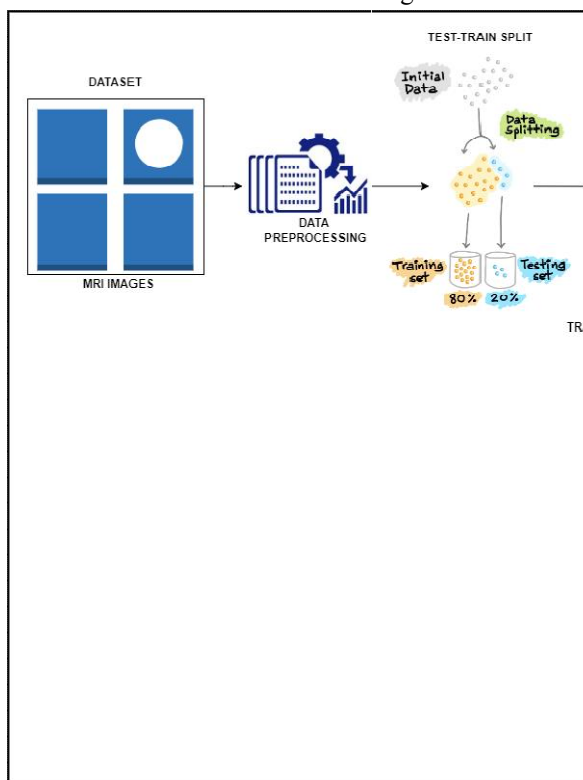 TEST-TRAIN SPLIT
Initial
Data
DATASET
Data
Splitting
DATA
PREPROCESSING
MRI IMAGES
Training
set
Testing
set
80%
20%